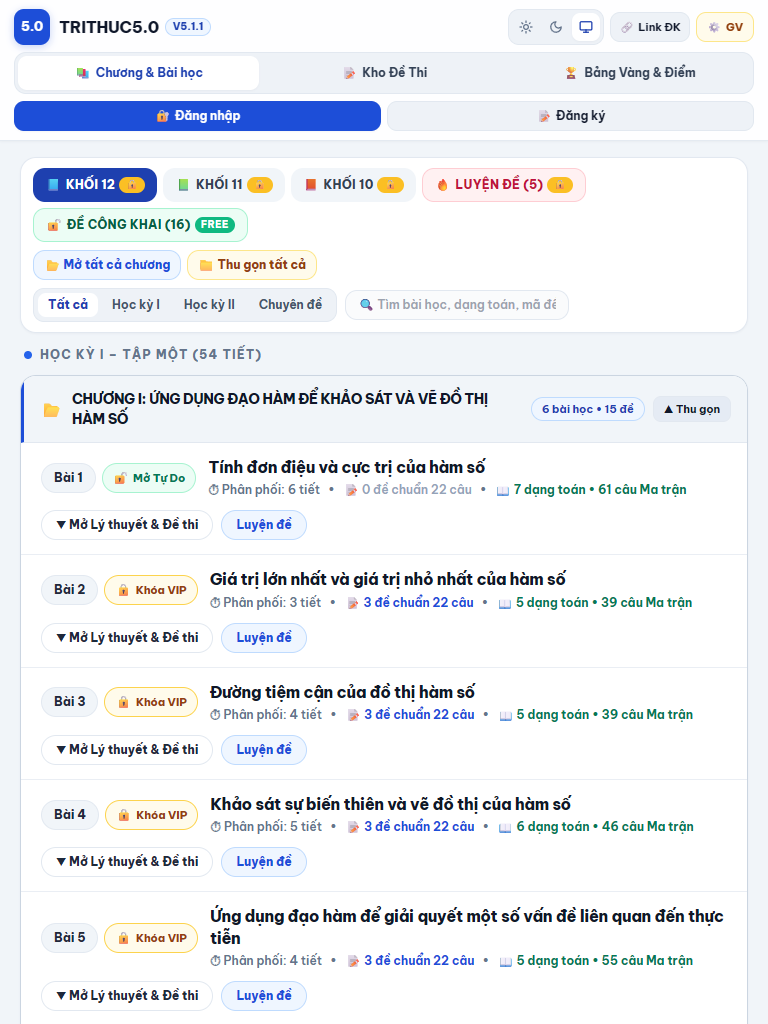 5.0 TRITHUC5.0 V5.1.1 Link ĐK GV
Chương & Bài học Kho Đề Thi Bảng Vàng & Điểm
Đăng nhập Đăng ký
KHỐI 12 KHỐI 11 KHỐI 10 LUYỆN ĐỀ (5)
ĐỀ CÔNG KHAI (16) FREE
Mở tất cả chương Thu gọn tất cả
Tất cả Học kỳ I Học kỳ II Chuyên đề Tìm bài học, dạng toán, mã đề
HỌC KỲ I – TẬP MỘT (54 TIẾT)
CHƯƠNG I: ỨNG DỤNG ĐẠO HÀM ĐỂ KHẢO SÁT VÀ VẼ ĐỒ THỊ
HÀM SỐ
6 bài học • 15 đề ▲ Thu gọn
Bài 1 Mở Tự Do Tính đơn điệu và cực trị của hàm số
Phân phối: 6 tiết • 0 đề chuẩn 22 câu • 7 dạng toán • 61 câu Ma trận
▼ Mở Lý thuyết & Đề thi Luyện đề
Bài 2 Khóa VIP Giá trị lớn nhất và giá trị nhỏ nhất của hàm số
Phân phối: 3 tiết • 3 đề chuẩn 22 câu • 5 dạng toán • 39 câu Ma trận
▼ Mở Lý thuyết & Đề thi Luyện đề
Bài 3 Khóa VIP Đường tiệm cận của đồ thị hàm số
Phân phối: 4 tiết • 3 đề chuẩn 22 câu • 5 dạng toán • 39 câu Ma trận
▼ Mở Lý thuyết & Đề thi Luyện đề
Bài 4 Khóa VIP Khảo sát sự biến thiên và vẽ đồ thị của hàm số
Phân phối: 5 tiết • 3 đề chuẩn 22 câu • 6 dạng toán • 46 câu Ma trận
▼ Mở Lý thuyết & Đề thi Luyện đề
Bài 5 Khóa VIP Ứng dụng đạo hàm để giải quyết một số vấn đề liên quan đến thực
tiễn
Phân phối: 4 tiết • 3 đề chuẩn 22 câu • 5 dạng toán • 55 câu Ma trận
▼ Mở Lý thuyết & Đề thi Luyện đề